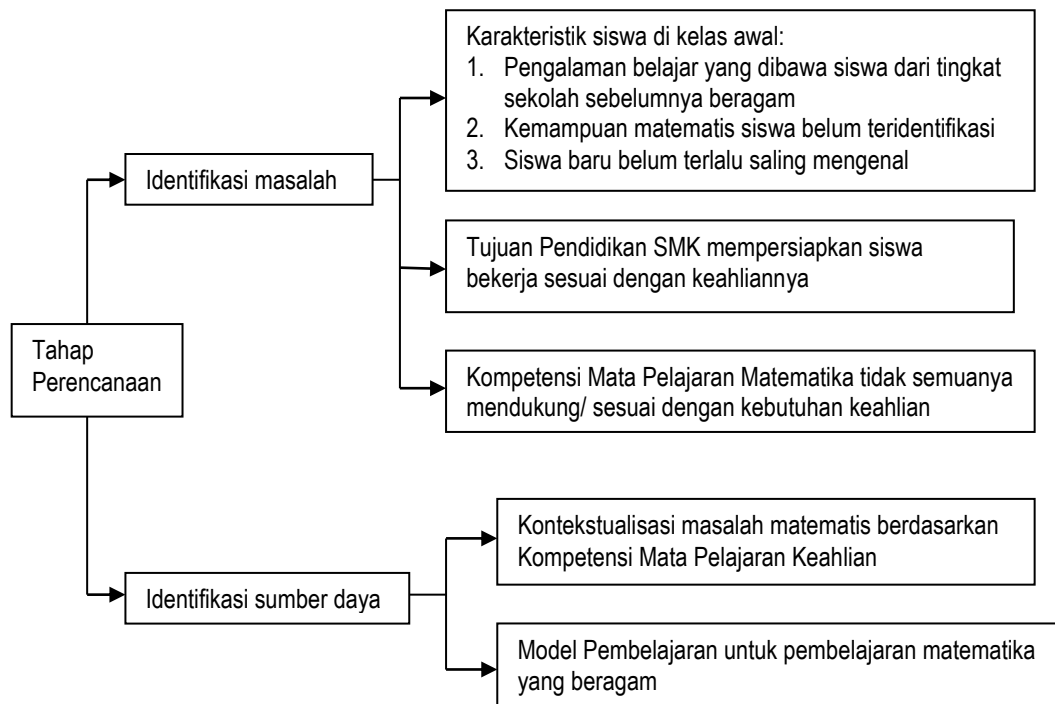 Karakteristik siswa di kelas awal:
1. Pengalaman belajar yang dibawa siswa dari tingkat
sekolah sebelumnya beragam
2. Kemampuan matematis siswa belum teridentifikasi
3. Siswa baru belum terlalu saling mengenal
Identifikasi masalah
Tujuan Pendidikan SMK mempersiapkan siswa
bekerja sesuai dengan keahliannya
Tahap
Perencanaan
Kompetensi Mata Pelajaran Matematika tidak semuanya
mendukung/ sesuai dengan kebutuhan keahlian
Kontekstualisasi masalah matematis berdasarkan
Kompetensi Mata Pelajaran Keahlian
Identifikasi sumber daya
Model Pembelajaran untuk pembelajaran matematika
yang beragam